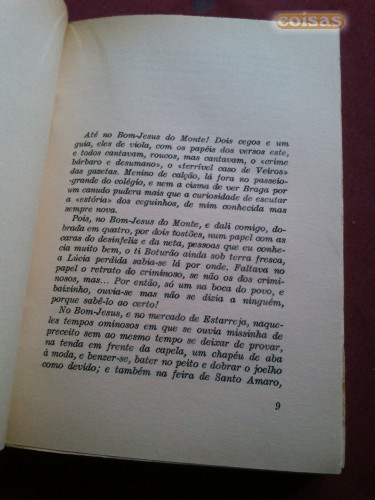 coisas
Até no Bom-Jesus do Monte! Dois cegos e um
guia, eles de viola, com os papéis dos versos este,
e todos cantavam, roucos, mas cantavam, o «crime
bárbaro e desumano», o «terrível caso de Veiros»
das gazetas. Menino de calção, lá fora no passeio-
-grande do colégio, e nem a cisma de ver Braga por
um canudo pudera mais que a curiosidade de escutar
a «estória» dos ceguinhos, de mim conhecida mas
sempre nova.
Pois, no Bom-Jesus do Monte, e dali comigo, do-
brada em quatro, por dois tostões, num papel com as
caras do desinfeliz e da neta, pessoas que eu conhe-
cia muito bem, o ti Boturão ainda sob terra fresca,
a Lúcia perdida sabia-se lá por onde. Faltava no
papel o retrato do criminoso, se não os dos crimi-
nosos, mas... Por então, só um na boca do povo, e
baixinho, ouvia-se mas não se dizia a ninguém,
porque sabê-lo ao certo!
No Bom-Jesus, e no mercado de Estarreja, naque-
les tempos ominosos em que se ouvia missinha de
preceito sem ao mesmo tempo se deixar de provar,
na tenda em frente da capela, um chapéu de aba
à moda, e benzer-se, bater no peito e dobrar o joelho
como devido; e também na feira de Santo Amaro,
9